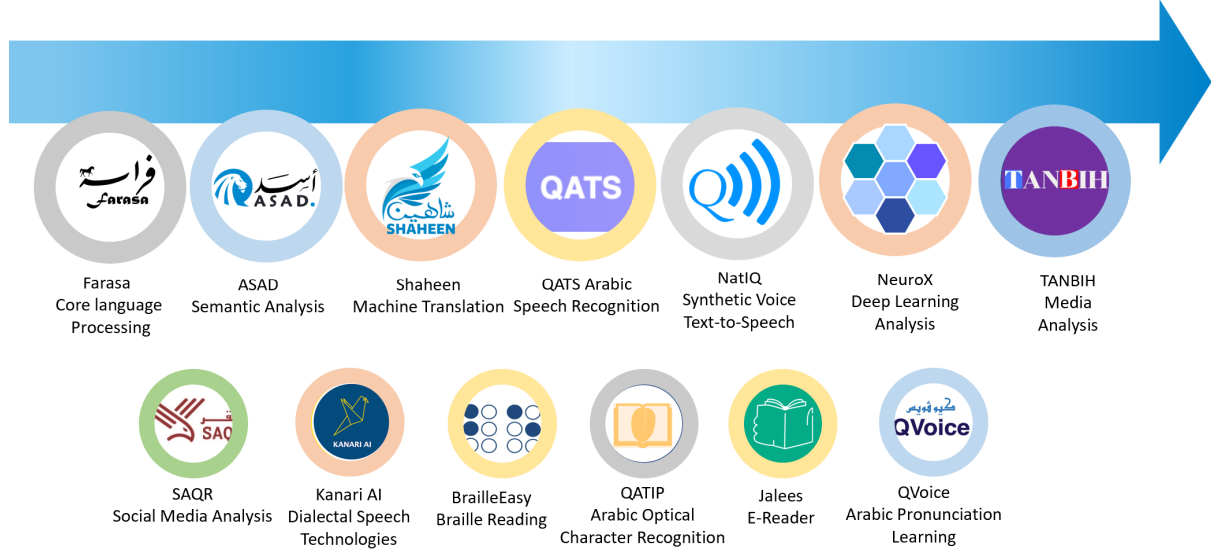 فراسة
farasa
أسد
ASAD.
شاهين
SHAHEEN
QATS
Q
TANBIH
Farasa
Core language
Processing
ASAD
Semantic Analysis
Shaheen
Machine Translation
QATS Arabic
Speech Recognition
NatIQ
Synthetic Voice
Text-to-Speech
NeuroX
Deep Learning
Analysis
TANBIH
Media
Analysis
KANARI AI
كيو ڤويس
QVoice
SAQR
Social Media Analysis
Kanari AI
Dialectal Speech
Technologies
BrailleEasy
Braille Reading
QATIP
Arabic Optical
Character Recognition
Jalees
E-Reader
QVoice
Arabic Pronunciation
Learning